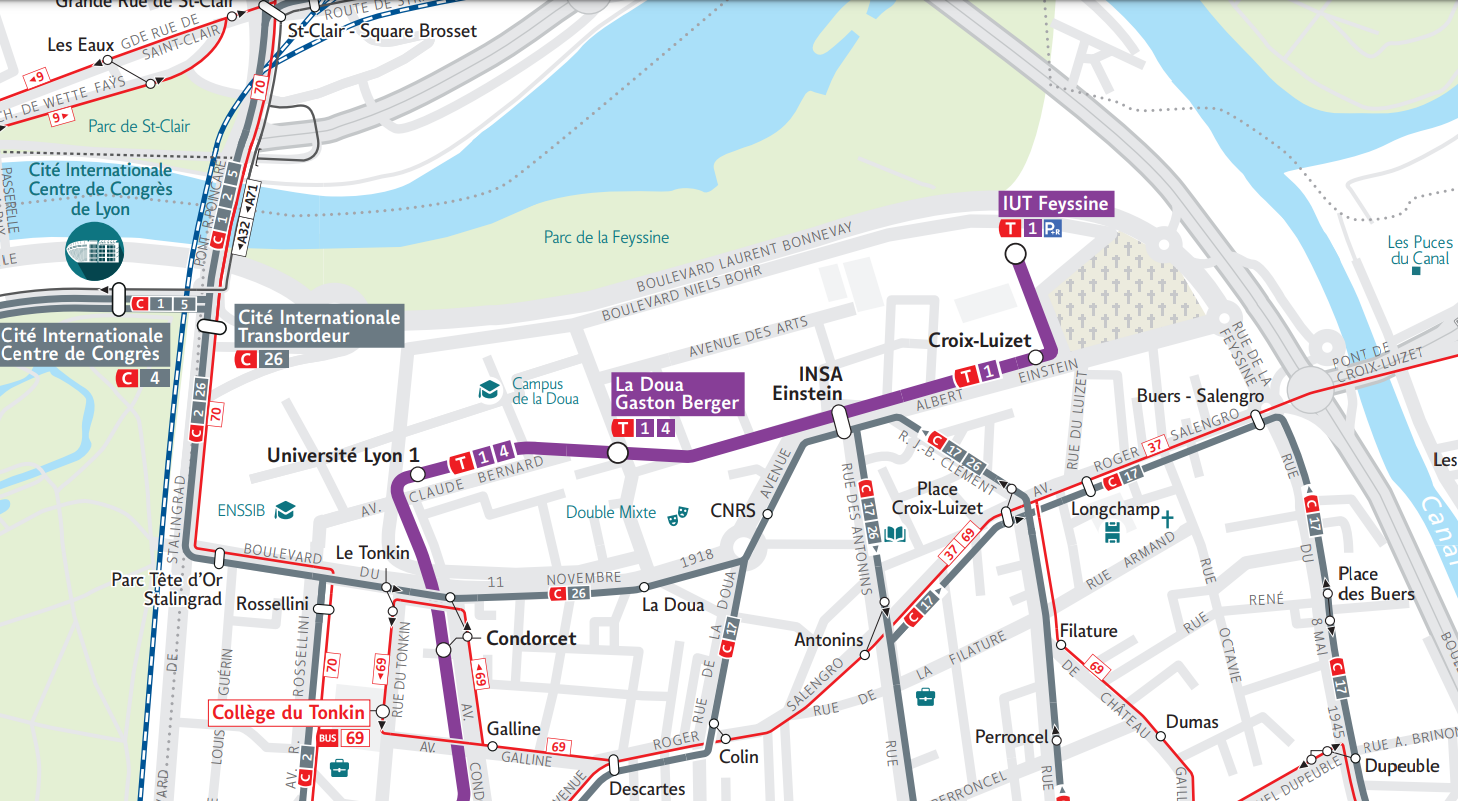 Grande Rue de St-Clair
ROUTE DE
St-Clair - Square Brosset
Les Eaux
GDE RUE DE
SAINT-CLAIR
9
CH. DE WETTE FAŸS
9
70
Parc de St-Clair
Cité Internationale
Centre de Congrès
de Lyon
PASSERELLE
PONT R. POINCARÉ
C 1 2 5
A32 A71
C 1 5
Cité Internationale
Centre de Congrès
C 4
Cité Internationale
Transbordeur
C 26
C 2 26
70
Parc de la Feyssine
BOULEVARD LAURENT BONNEVAY
BOULEVARD NIELS BOHR
AVENUE DES ARTS
IUT Feyssine
T 1 P+R
Les Puces
du Canal
Croix-Luizet
T 1
ALBERT EINSTEIN
RUE DE LA
FEYSSINE
PONT DE
CROIX-LUIZET
INSA
Einstein
La Doua
Gaston Berger
T 1 4
Campus
de la Doua
Université Lyon 1
T 1 4
AV. CLAUDE BERNARD
ENSSIB
Double Mixte
CNRS
AVENUE
R. J.-B. CLÉMENT
C 17 26
RUE DU LUIZET
Buers - Salengro
AV. ROGER SALENGRO
37
C 17
Place
Croix-Luizet
Longchamp
Les
Canal
STALINGRAD
BOULEVARD
DU 11 NOVEMBRE 1918
Le Tonkin
Parc Tête d'Or
Stalingrad
Rossellini
C 26
La Doua
RUE DES ANTONINS
C 17 26
37 69
C 17
RUE ARMAND
RUE
RUE RENÉ
OCTAVIE
RUE DU 8 MAI 1945
C 17
Place
des Buers
Condorcet
69
69
RUE DU TONKIN
70
RUE DE LA DOUA
C 17
Antonins
RUE DE LA FILATURE
Filature
69
DE CHÂTEAU
GAILL
Dumas
DE
LOUIS GUÉRIN
AV. R. ROSSELLINI
C 2
Collège du Tonkin
BUS 69
Galline
AV. GALLINE
69
AV. COND
ROGER SALENGRO
Colin
Descartes
AVENUE
RUE
Perroncel
PERRONCEL
RUE
C 17
RUE A. BRINON
Dupeuble
EL DUPEUBLE